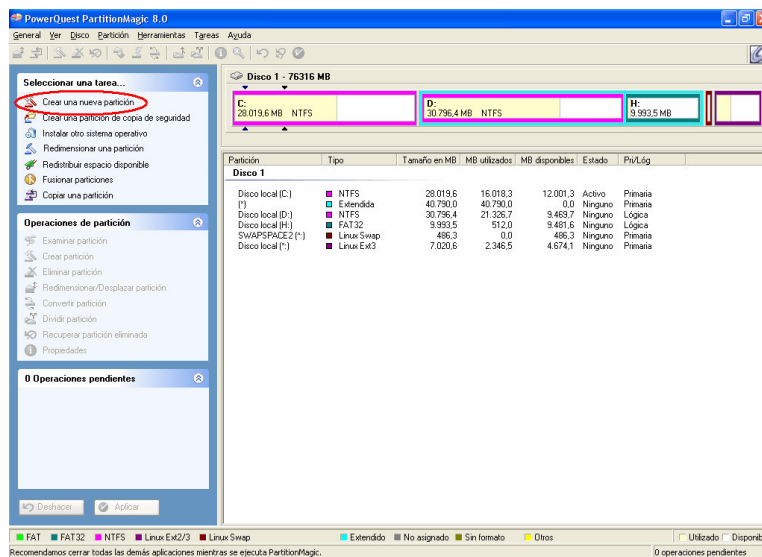 PowerQuest PartitionMagic 8.0
General Ver Disco Partición Herramientas Tareas Ayuda
Seleccionar una tarea...
Crear una nueva partición
Crear una partición de copia de seguridad
Instalar otro sistema operativo
Redimensionar una partición
Redistribuir espacio disponible
Fusionar particiones
Copiar una partición
Operaciones de partición
Examinar partición
Crear partición
Eliminar partición
Redimensionar/Desplazar partición
Convertir partición
Dividir partición
Recuperar partición eliminada
Propiedades
0 Operaciones pendientes
Deshacer Aplicar
Disco 1 - 76316 MB
C: D: H:
28.019,6 MB NTFS 30.796,4 MB NTFS 9.993,5 MB
Partición Tipo Tamaño en MB MB utilizados MB disponibles Estado Pri/Lóg
Disco 1
Disco local (C:) NTFS 28.019,6 16.018,3 12.001,3 Activo Primaria
(*) Extendida 40.790,0 40.790,0 0,0 Ninguno Primaria
Disco local (D:) NTFS 30.796,4 21.326,7 9.469,7 Ninguno Lógica
Disco local (H:) FAT32 9.993,5 512,0 9.481,6 Ninguno Lógica
SWAPSPACE2 (*:) Linux Swap 486,3 0,0 486,3 Ninguno Primaria
Disco local (*:) Linux Ext3 7.020,6 2.346,5 4.674,1 Ninguno Primaria
FAT FAT32 NTFS Linux Ext2/3 Linux Swap Extendido No asignado Sin formato Otros Utilizado Disponib
Recomendamos cerrar todas las demás aplicaciones mientras se ejecuta PartitionMagic. 0 operaciones pendientes